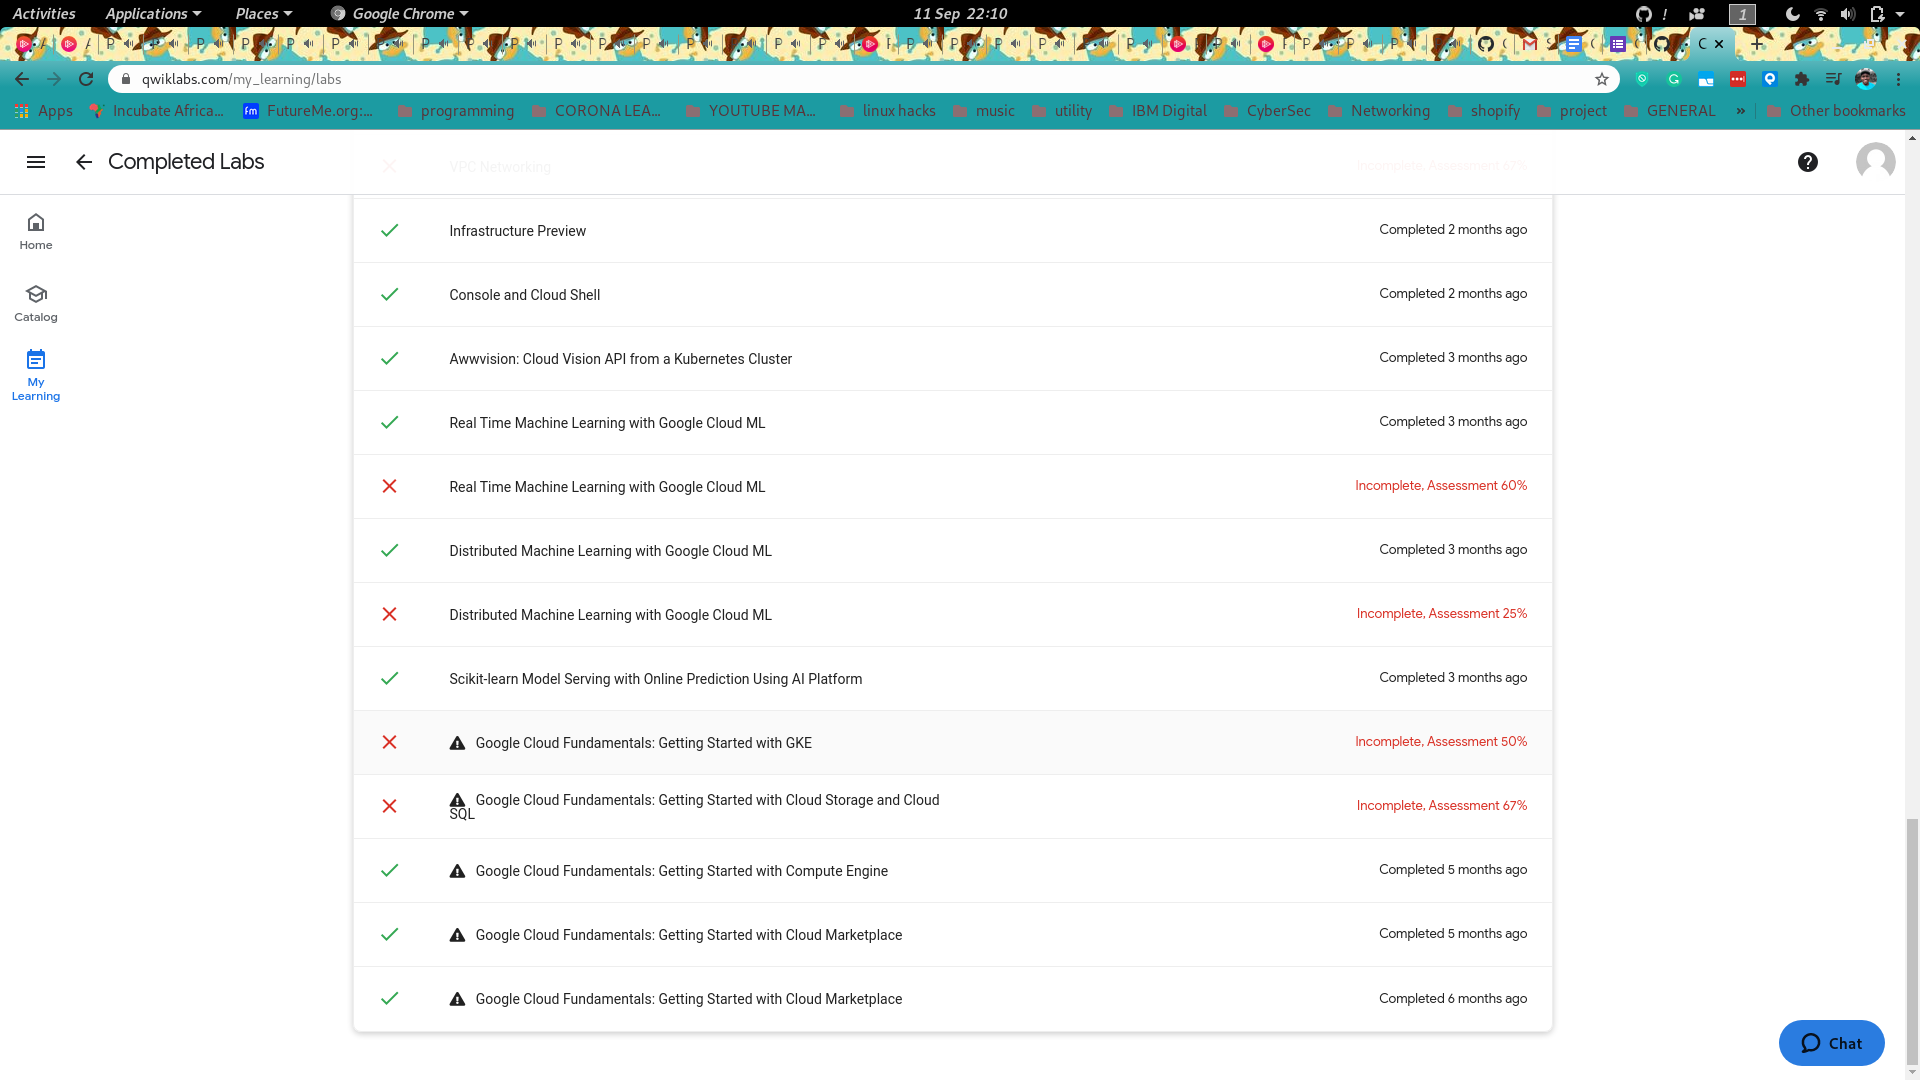 Activities Applications Places Google Chrome 11 Sep 22:10 ! 1
qwiklabs.com/my_learning/labs
Apps Incubate Africa... FutureMe.org:... programming CORONA LEA... YOUTUBE MA... linux hacks music utility IBM Digital CyberSec Networking shopify project GENERAL » Other bookmarks
Completed Labs
VPC Networking Incomplete, Assessment 67%
Home
Catalog
My
Learning
Infrastructure Preview Completed 2 months ago
Console and Cloud Shell Completed 2 months ago
Awwvision: Cloud Vision API from a Kubernetes Cluster Completed 3 months ago
Real Time Machine Learning with Google Cloud ML Completed 3 months ago
Real Time Machine Learning with Google Cloud ML Incomplete, Assessment 60%
Distributed Machine Learning with Google Cloud ML Completed 3 months ago
Distributed Machine Learning with Google Cloud ML Incomplete, Assessment 25%
Scikit-learn Model Serving with Online Prediction Using AI Platform Completed 3 months ago
Google Cloud Fundamentals: Getting Started with GKE Incomplete, Assessment 50%
Google Cloud Fundamentals: Getting Started with Cloud Storage and Cloud
SQL Incomplete, Assessment 67%
Google Cloud Fundamentals: Getting Started with Compute Engine Completed 5 months ago
Google Cloud Fundamentals: Getting Started with Cloud Marketplace Completed 5 months ago
Google Cloud Fundamentals: Getting Started with Cloud Marketplace Completed 6 months ago
Chat